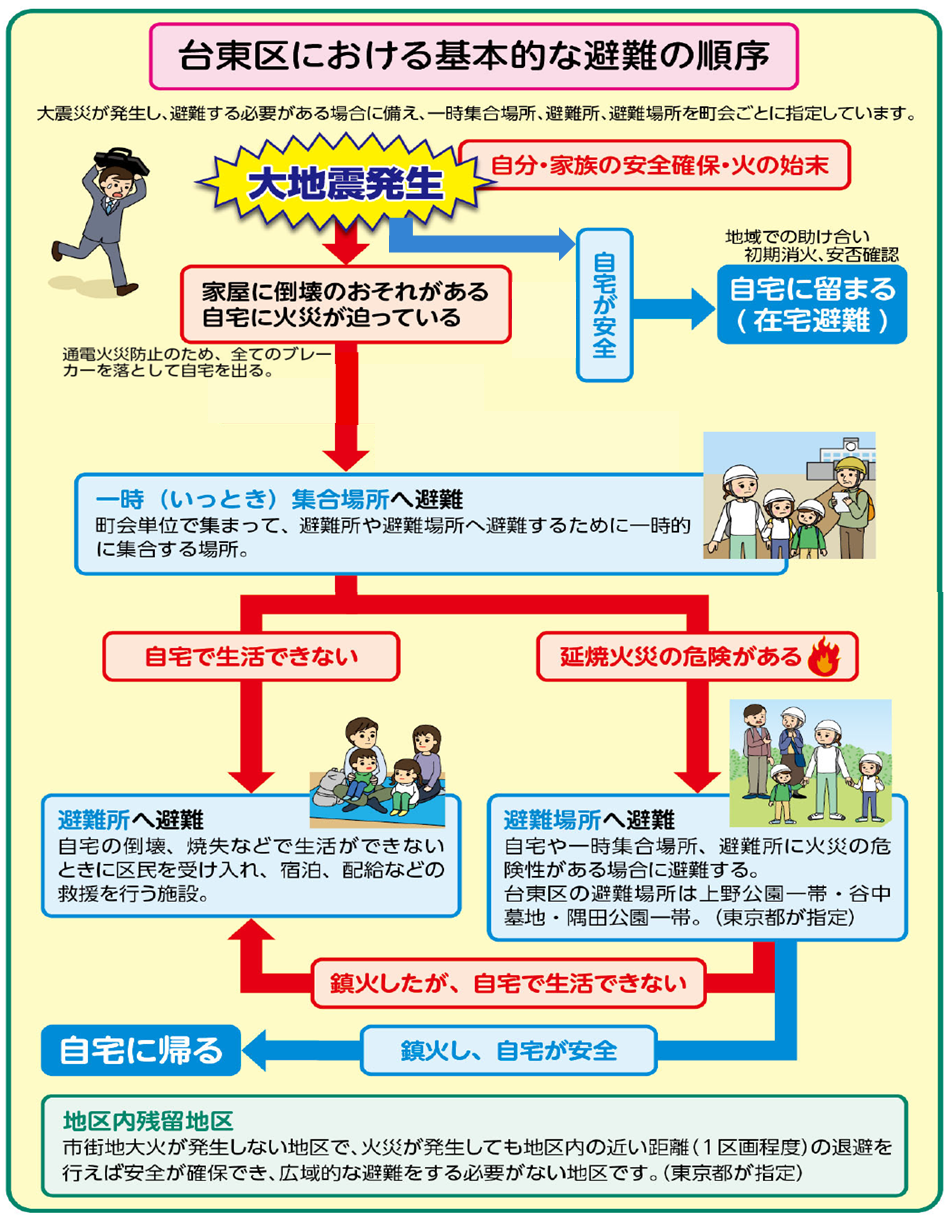 台東区における基本的な避難の順序
大震災が発生し、避難する必要がある場合に備え、一時集合場所、避難所、避難場所を町会ごとに指定しています。
大地震発生
自分・家族の安全確保・火の始末
家屋に倒壊のおそれがある
自宅に火災が迫っている
自宅が安全
地域での助け合い
初期消火、安否確認
自宅に留まる
(在宅避難)
通電火災防止のため、全てのブレー
カーを落として自宅を出る。
一時（いっとき）集合場所へ避難
町会単位で集まって、避難所や避難場所へ避難するために一時的
に集合する場所。
自宅で生活できない
延焼火災の危険がある
避難所へ避難
自宅の倒壊、焼失などで生活ができない
ときに区民を受け入れ、宿泊、配給などの
救援を行う施設。
避難場所へ避難
自宅や一時集合場所、避難所に火災の危
険性がある場合に避難する。
台東区の避難場所は上野公園一帯・谷中
墓地・隅田公園一帯。（東京都が指定）
鎮火したが、自宅で生活できない
鎮火し、自宅が安全
自宅に帰る
地区内残留地区
市街地大火が発生しない地区で、火災が発生しても地区内の近い距離（１区画程度）の退避を
行えば安全が確保でき、広域的な避難をする必要がない地区です。（東京都が指定）